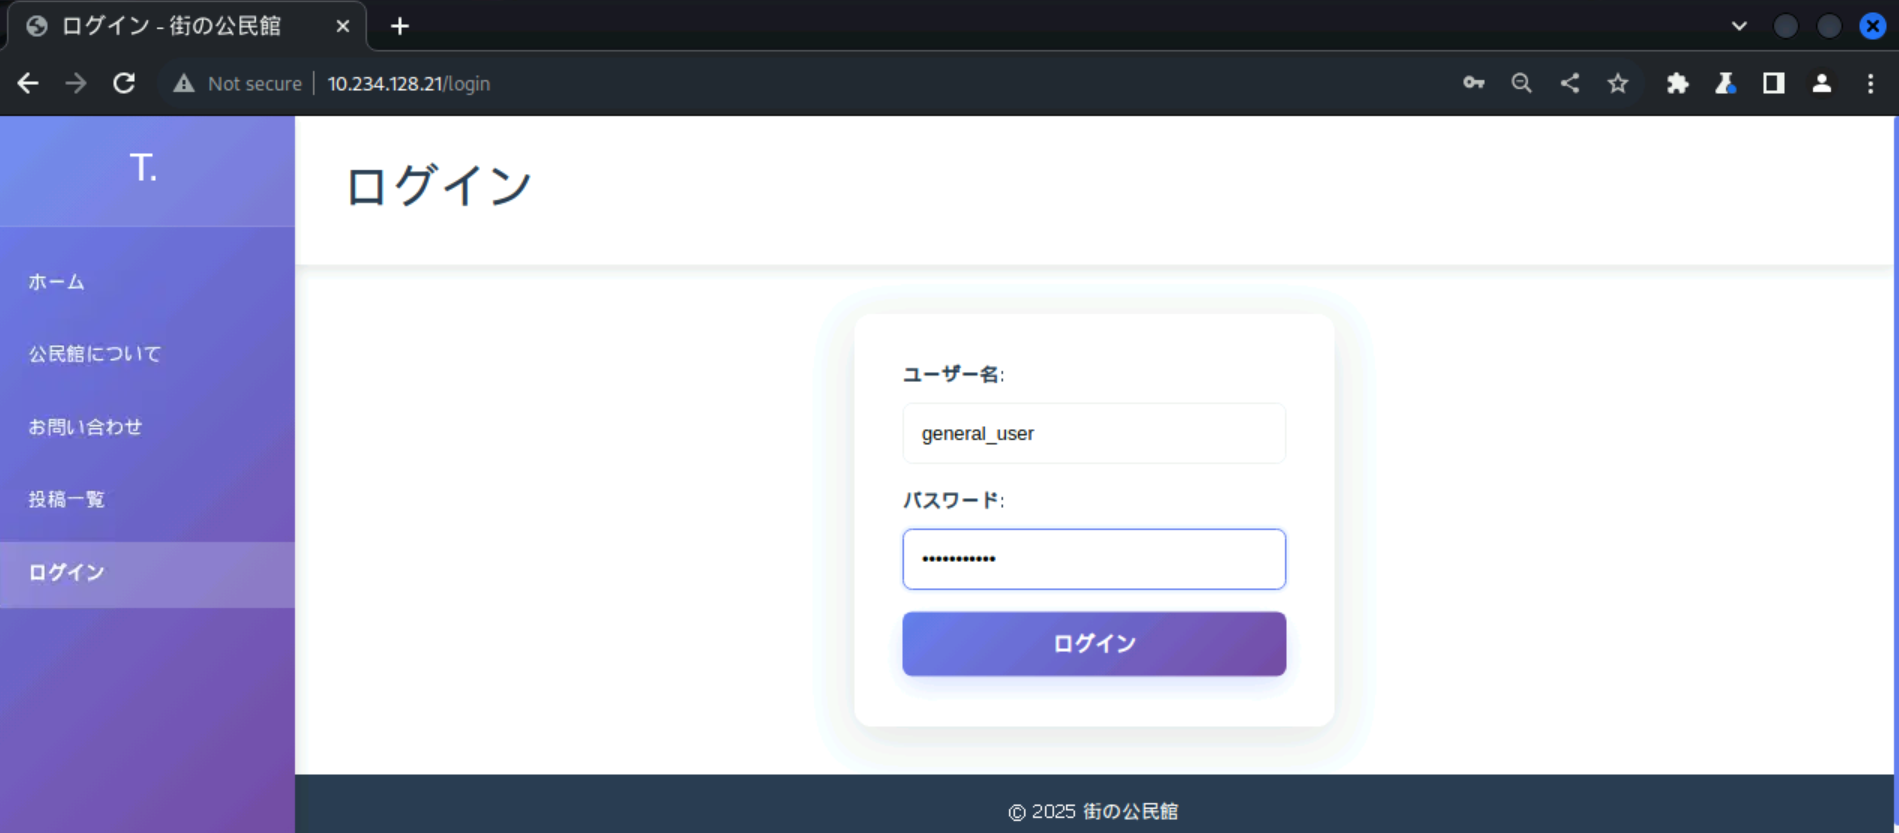 ログイン - 街の公民館
Not secure
10.234.128.21/login
T.
ホーム
公民館について
お問い合わせ
投稿一覧
ログイン
ログイン
ユーザー名:
general_user
パスワード:
•••••••••••
ログイン
© 2025 街の公民館